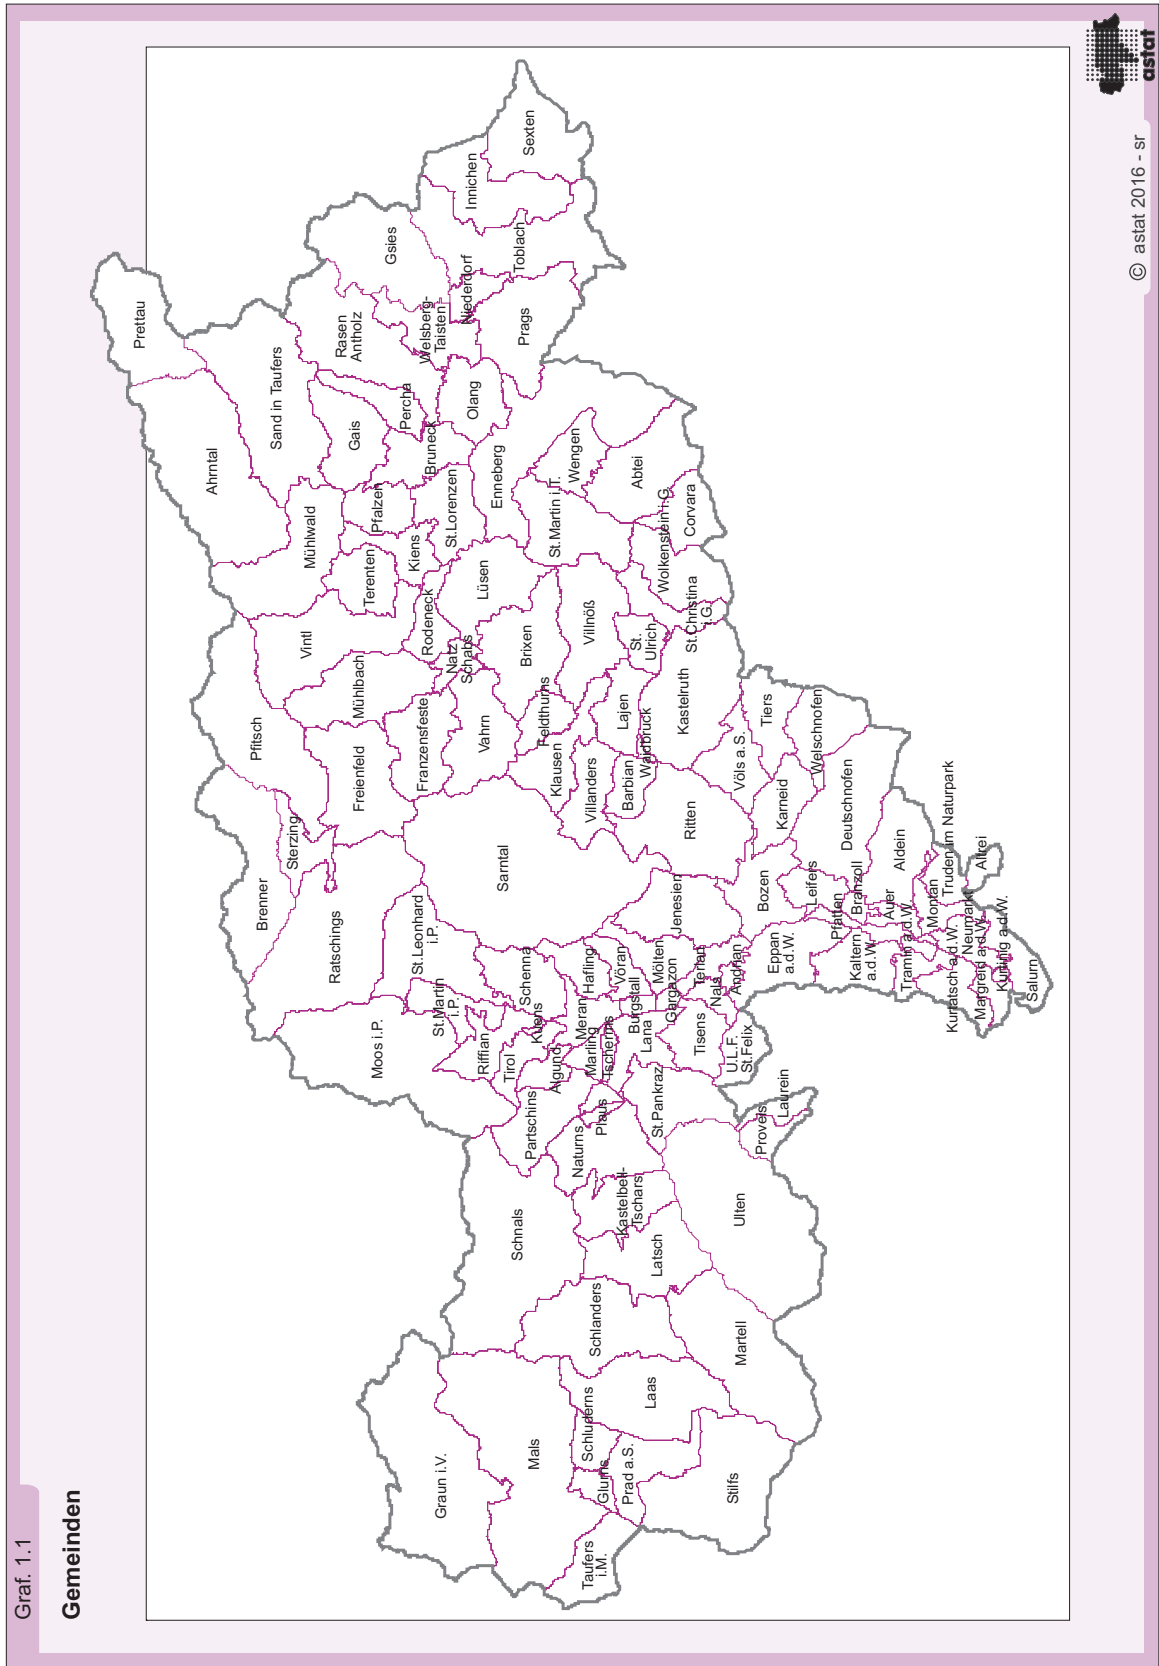 Graf. 1.1
Gemeinden
Prettau
Ahrntal
Sand in Taufers
Mühlwald
Gais
Rasen
Antholz
Gsies
Percha
Pfalzen
Bruneck
Welsberg-
Taisten
Niederdorf
Innichen
Sexten
Toblach
Prags
Olang
Enneberg
St.Lorenzen
Kiens
Terenten
Vintl
Pfitsch
Mühlbach
Rodeneck
Natz
Schabs
Lüsen
Brixen
St.Martin i.T.
Wengen
Abtei
Corvara
Wolkenstein i.G.
St.Christina
i.G.
St.
Ulrich
Villnöß
Lajen
Kastelruth
Waidbruck
Barbian
Villanders
Klausen
Feldthurns
Vahrn
Franzensfeste
Freienfeld
Sterzing
Brenner
Ratschings
Sarntal
Ritten
Völs a.S.
Tiers
Welschnofen
Karneid
Deutschnofen
Bozen
Leifers
Pfatten
Branzoll
Aldein
Auer
Montan
Truden im Naturpark
Altrei
Neumarkt
Salurn
Kurtinig a.d.W.
Margreid a.d.W.
Kurtatsch a.d.W.
Tramin a.d.W.
Kaltern
a.d.W.
Eppan
a.d.W.
Jenesien
Terlan
Andrian
Nals
Mölten
Gargazon
Vöran
Hafling
Burgstall
Lana
Tisens
U.L.F.
St.Felix
Meran
Marling
Tscherms
Schenna
Kuens
Algund
Tirol
Riffian
St.Martin
i.P.
St.Leonhard
i.P.
Moos i.P.
Partschins
Plaus
Naturns
St.Pankraz
Laurein
Proveis
Ulten
Kastelbell-
Tschars
Latsch
Schnals
Schlanders
Martell
Laas
Schluderns
Glurns
Prad a.S.
Stilfs
Mals
Graun i.V.
Taufers
i.M.
© astat 2016 - sr
astat